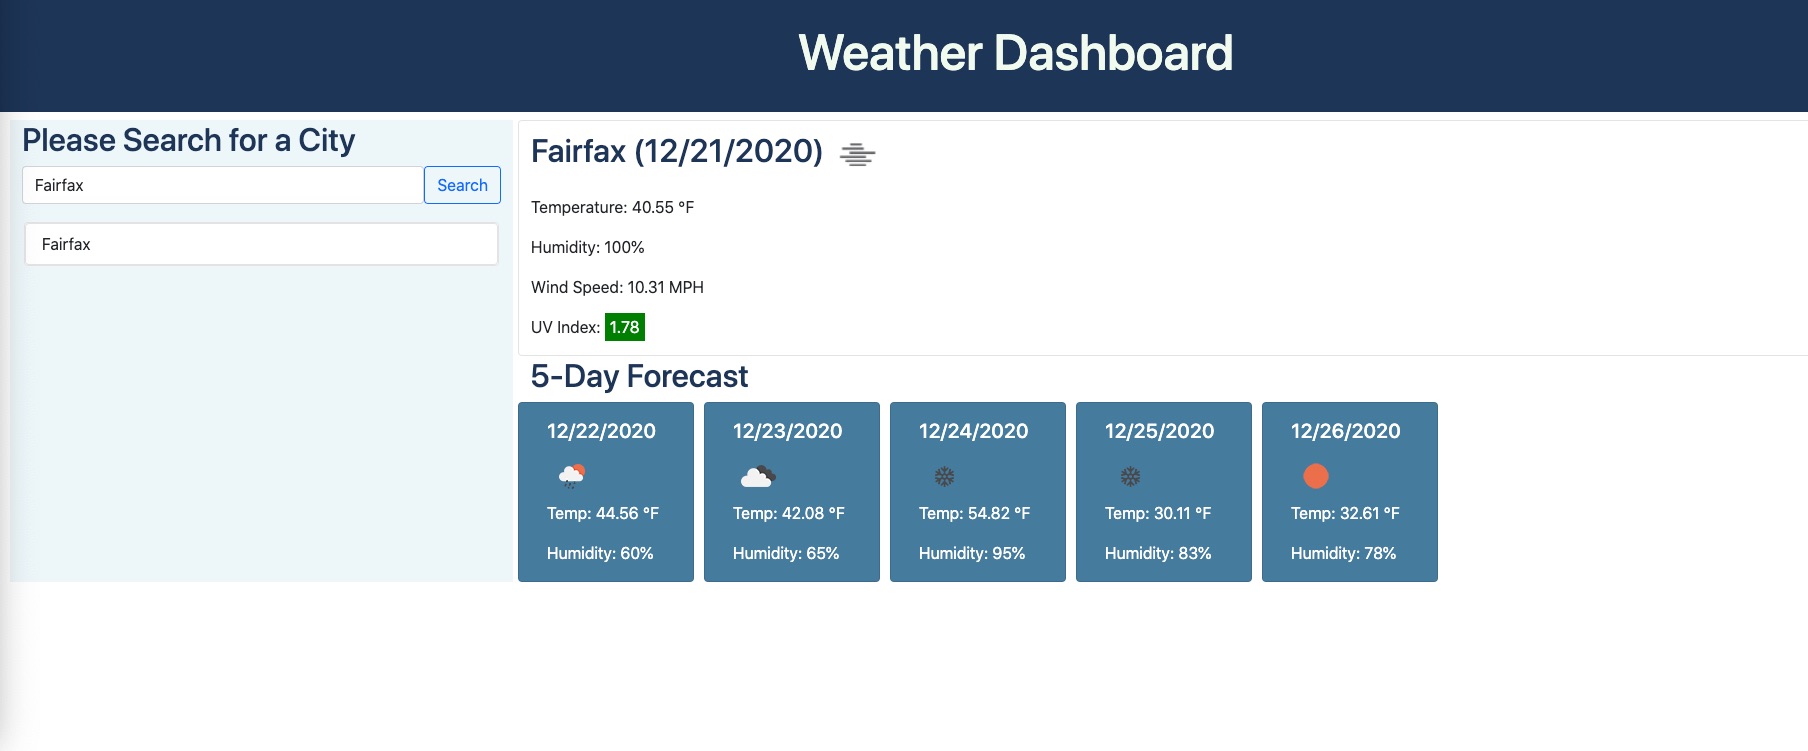 Weather Dashboard
Please Search for a City
Fairfax
Search
Fairfax
Fairfax (12/21/2020)
Temperature: 40.55 °F
Humidity: 100%
Wind Speed: 10.31 MPH
UV Index: 1.78
5-Day Forecast
12/22/2020
Temp: 44.56 °F
Humidity: 60%
12/23/2020
Temp: 42.08 °F
Humidity: 65%
12/24/2020
Temp: 54.82 °F
Humidity: 95%
12/25/2020
Temp: 30.11 °F
Humidity: 83%
12/26/2020
Temp: 32.61 °F
Humidity: 78%